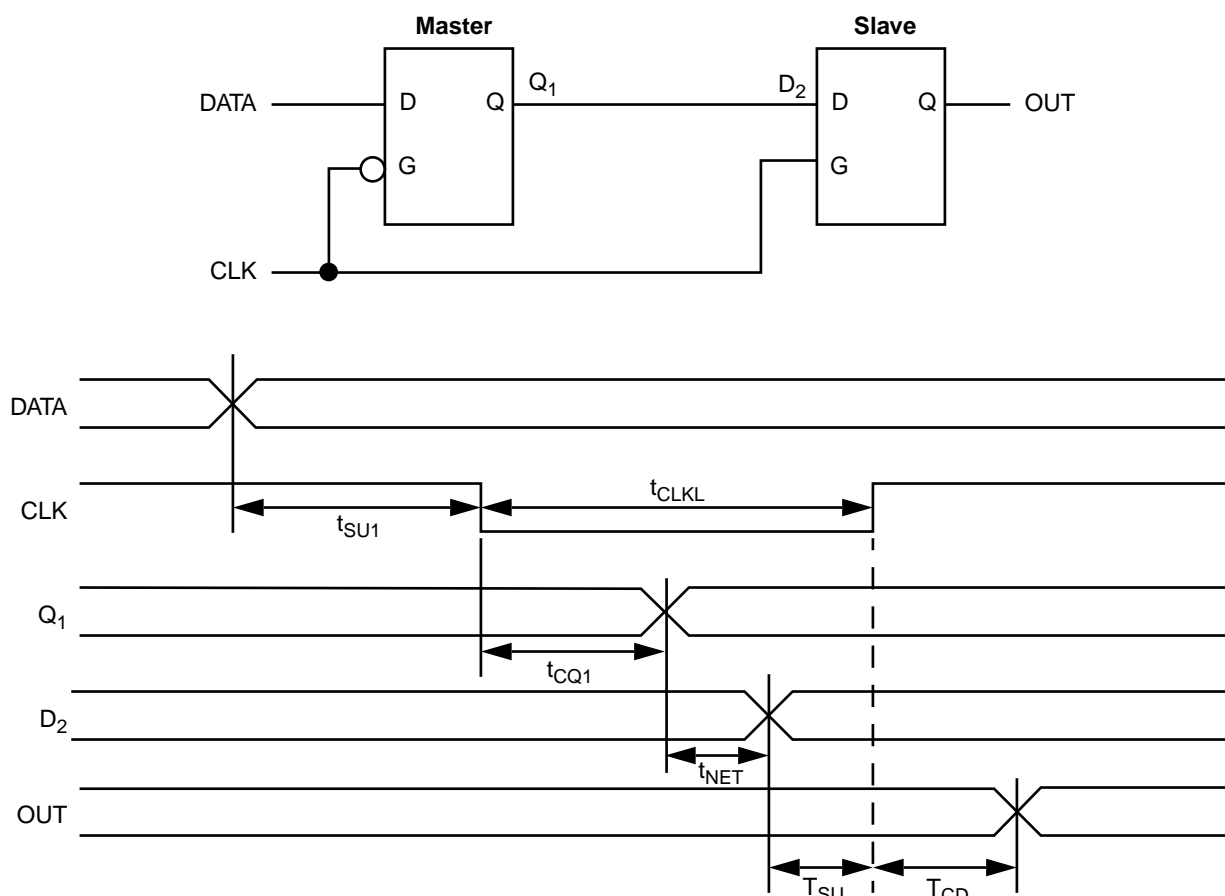 Master
Slave
DATA
D
Q
Q1
D2
D
Q
OUT
G
G
CLK
DATA
CLK
tSU1
tCLKL
Q1
tCQ1
D2
tNET
OUT
TSU
TCD